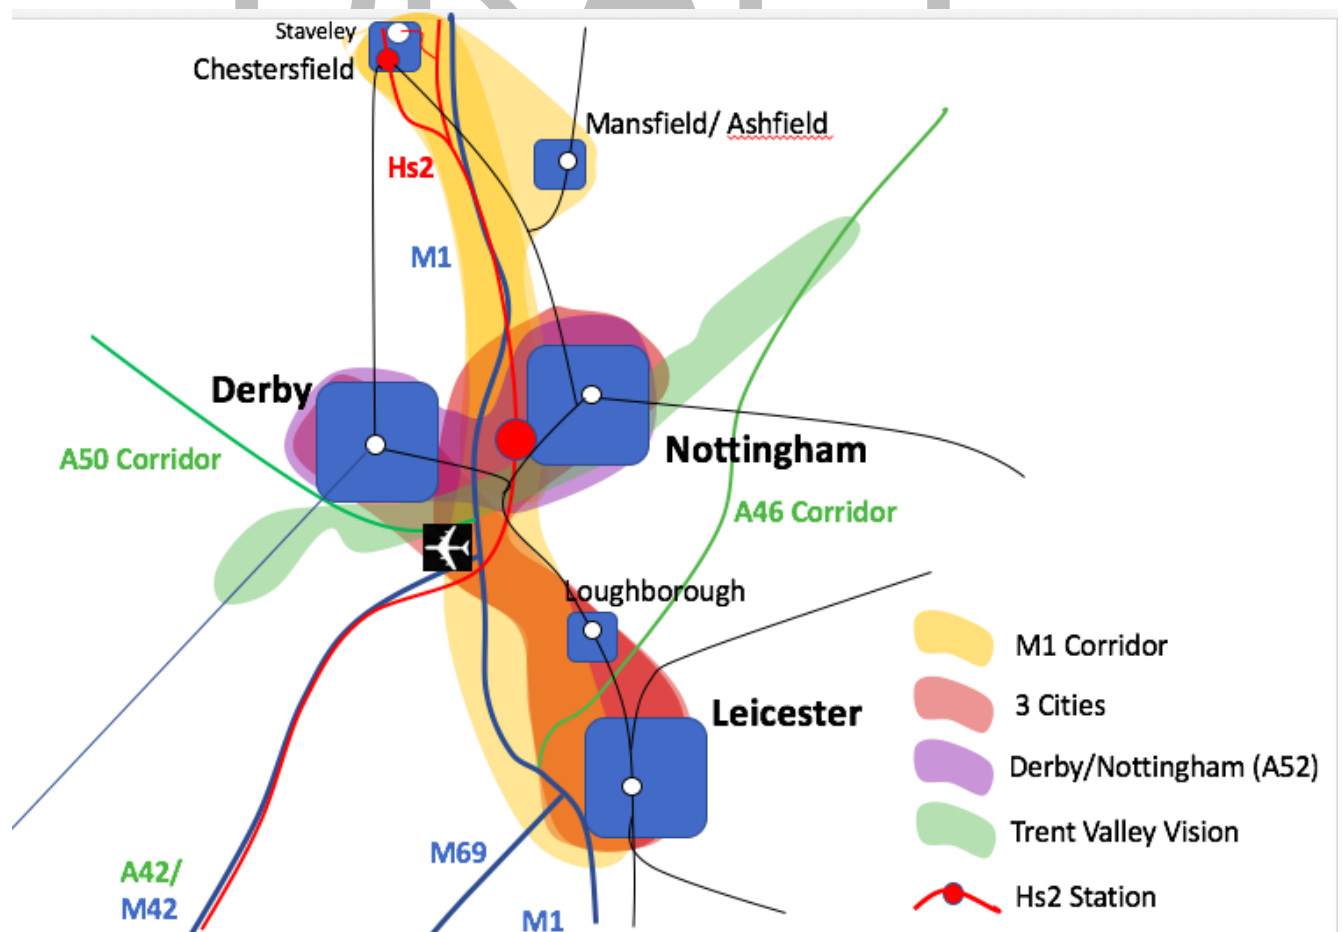 Staveley
Chestersfield
Mansfield/ Ashfield
Hs2
M1
Derby
A50 Corridor
Nottingham
A46 Corridor
Loughborough
Leicester
A42/
M42
M69
M1
M1 Corridor
3 Cities
Derby/Nottingham (A52)
Trent Valley Vision
Hs2 Station